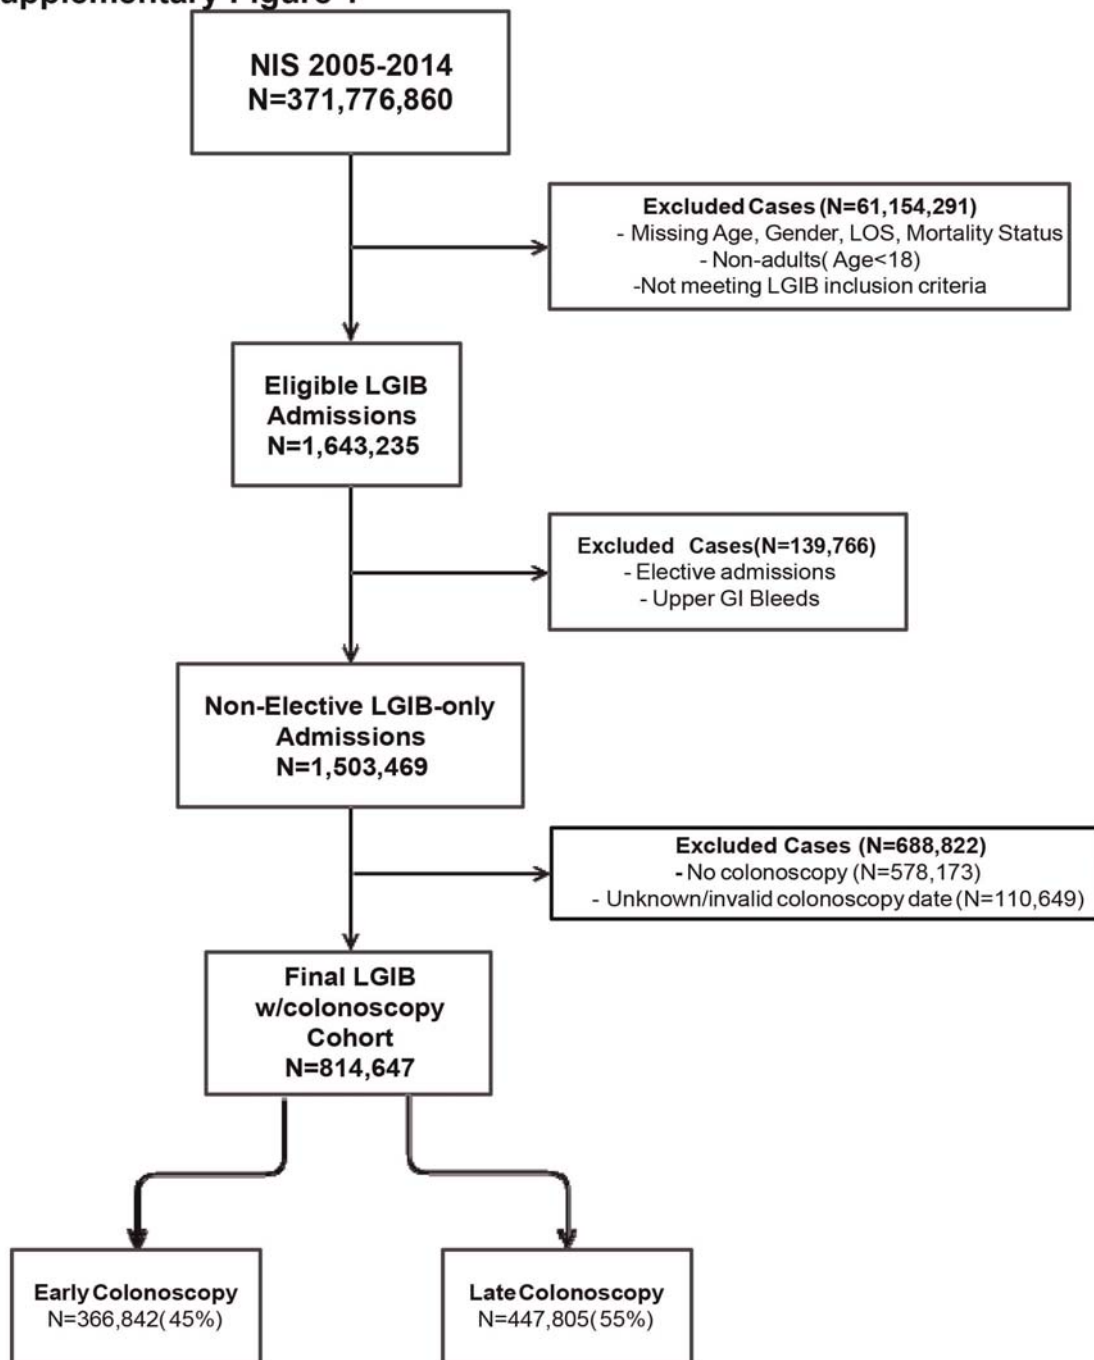 Supplementary Figure 1
NIS 2005-2014
N=371,776,860
Excluded Cases (N=61,154,291)
- Missing Age, Gender, LOS, Mortality Status
- Non-adults( Age<18)
-Not meeting LGIB inclusion criteria
Eligible LGIB
Admissions
N=1,643,235
Excluded Cases(N=139,766)
- Elective admissions
- Upper GI Bleeds
Non-Elective LGIB-only
Admissions
N=1,503,469
Excluded Cases (N=688,822)
- No colonoscopy (N=578,173)
- Unknown/invalid colonoscopy date (N=110,649)
Final LGIB
w/colonoscopy
Cohort
N=814,647
Early Colonoscopy
N=366,842( 45%)
Late Colonoscopy
N=447,805( 55%)